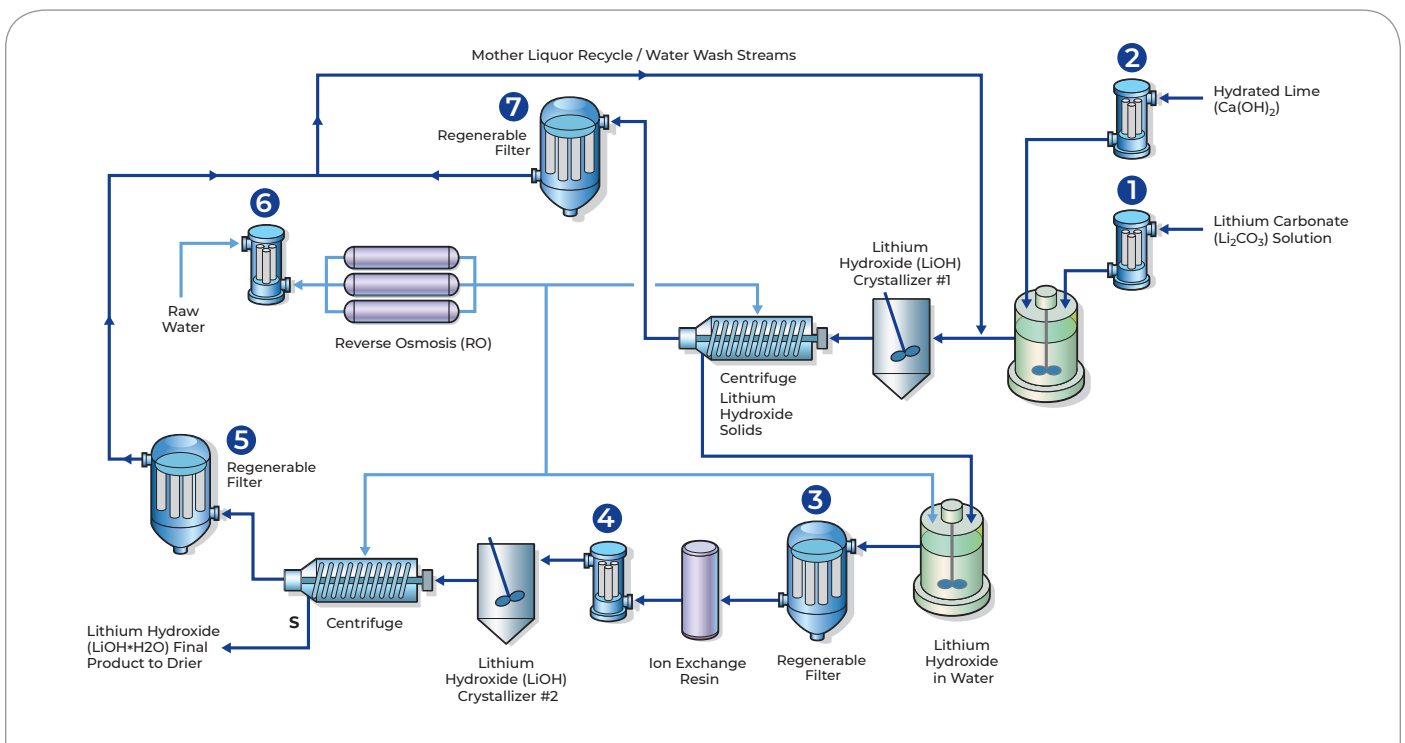 Mother Liquor Recycle / Water Wash Streams
2
Hydrated Lime
(Ca(OH)₂)
7
Regenerable
Filter
1
Lithium Carbonate
(Li₂CO₃) Solution
6
Raw
Water
Reverse Osmosis (RO)
Lithium
Hydroxide (LiOH)
Crystallizer #1
Centrifuge
Lithium
Hydroxide
Solids
5
Regenerable
Filter
4
3
S
Centrifuge
Lithium Hydroxide
(LiOH*H2O) Final
Product to Drier
Lithium
Hydroxide (LiOH)
Crystallizer #2
Ion Exchange
Resin
Regenerable
Filter
Lithium
Hydroxide
in Water